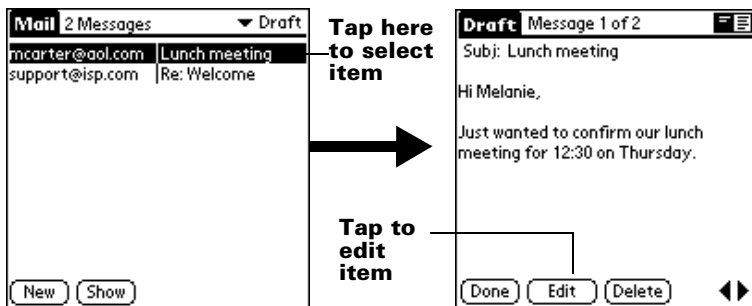 Mail 2 Messages Draft
mcarter@aol.com Lunch meeting
support@isp.com Re: Welcome
New Show
Tap here
to select
item
Tap to
edit
item
Draft Message 1 of 2
Subj: Lunch meeting
Hi Melanie,
Just wanted to confirm our lunch
meeting for 12:30 on Thursday.
Done Edit Delete